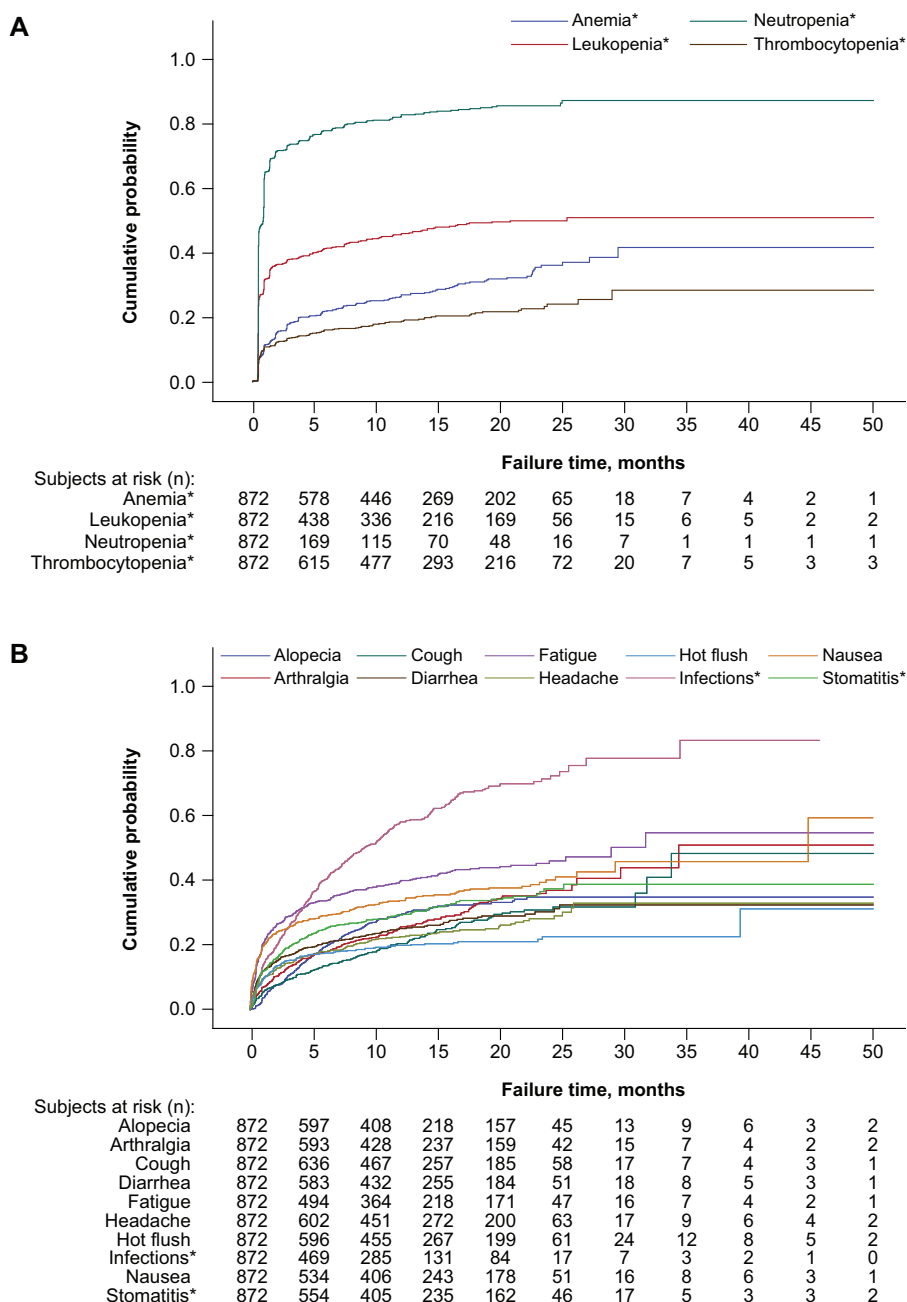 A
Anemia*
Neutropenia*
Leukopenia*
Thrombocytopenia*
Cumulative probability
1.0
0.8
0.6
0.4
0.2
0.0
0 5 10 15 20 25 30 35 40 45 50
Failure time, months
Subjects at risk (n):
Anemia* 872 578 446 269 202 65 18 7 4 2 1
Leukopenia* 872 438 336 216 169 56 15 6 5 2 2
Neutropenia* 872 169 115 70 48 16 7 1 1 1 1
Thrombocytopenia* 872 615 477 293 216 72 20 7 5 3 3
B
Alopecia Cough Fatigue Hot flush Nausea
Arthralgia Diarrhea Headache Infections* Stomatitis*
Cumulative probability
1.0
0.8
0.6
0.4
0.2
0.0
0 5 10 15 20 25 30 35 40 45 50
Failure time, months
Subjects at risk (n):
Alopecia 872 597 408 218 157 45 13 9 6 3 2
Arthralgia 872 593 428 237 159 42 15 7 4 2 2
Cough 872 636 467 257 185 58 17 7 4 3 1
Diarrhea 872 583 432 255 184 51 18 8 5 3 1
Fatigue 872 494 364 218 171 47 16 7 4 2 1
Headache 872 602 451 272 200 63 17 9 6 4 2
Hot flush 872 596 455 267 199 61 24 12 8 5 2
Infections* 872 469 285 131 84 17 7 3 2 1 0
Nausea 872 534 406 243 178 51 16 8 6 3 1
Stomatitis* 872 554 405 235 162 46 17 5 3 3 2